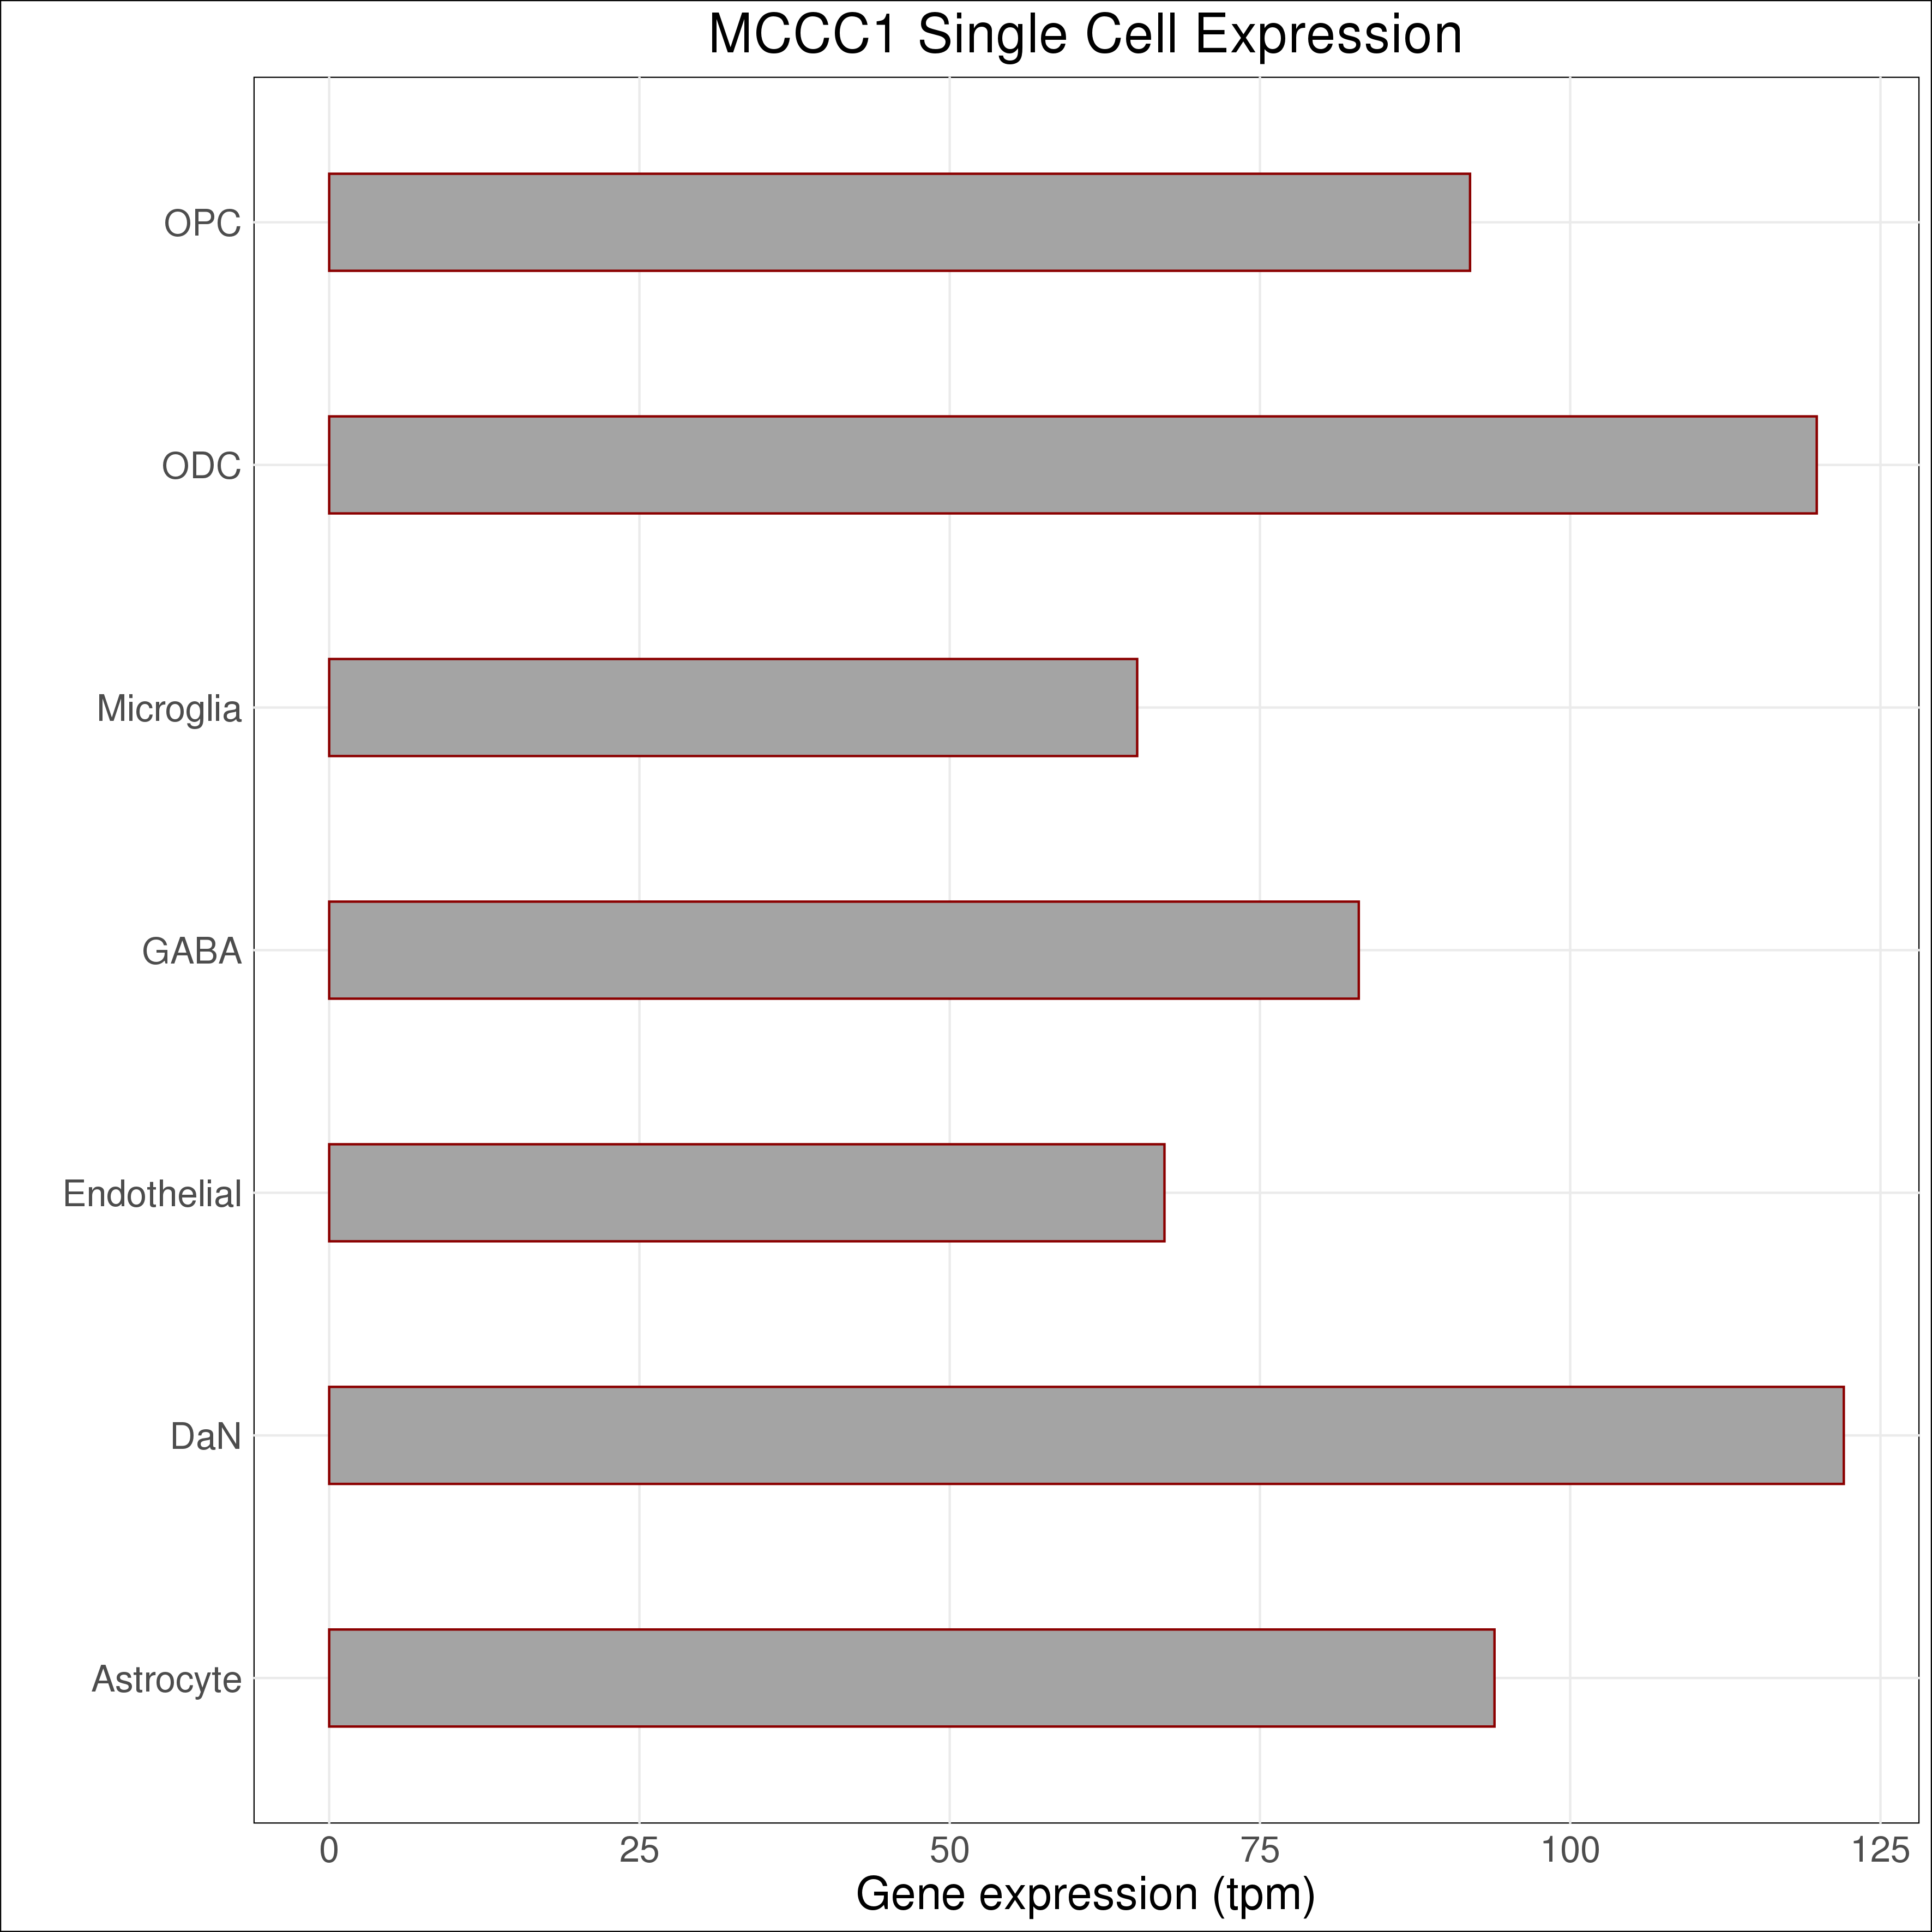 MCCC1 Single Cell Expression
OPC
ODC
Microglia
GABA
Endothelial
DaN
Astrocyte
0 25 50 75 100 125
Gene expression (tpm)